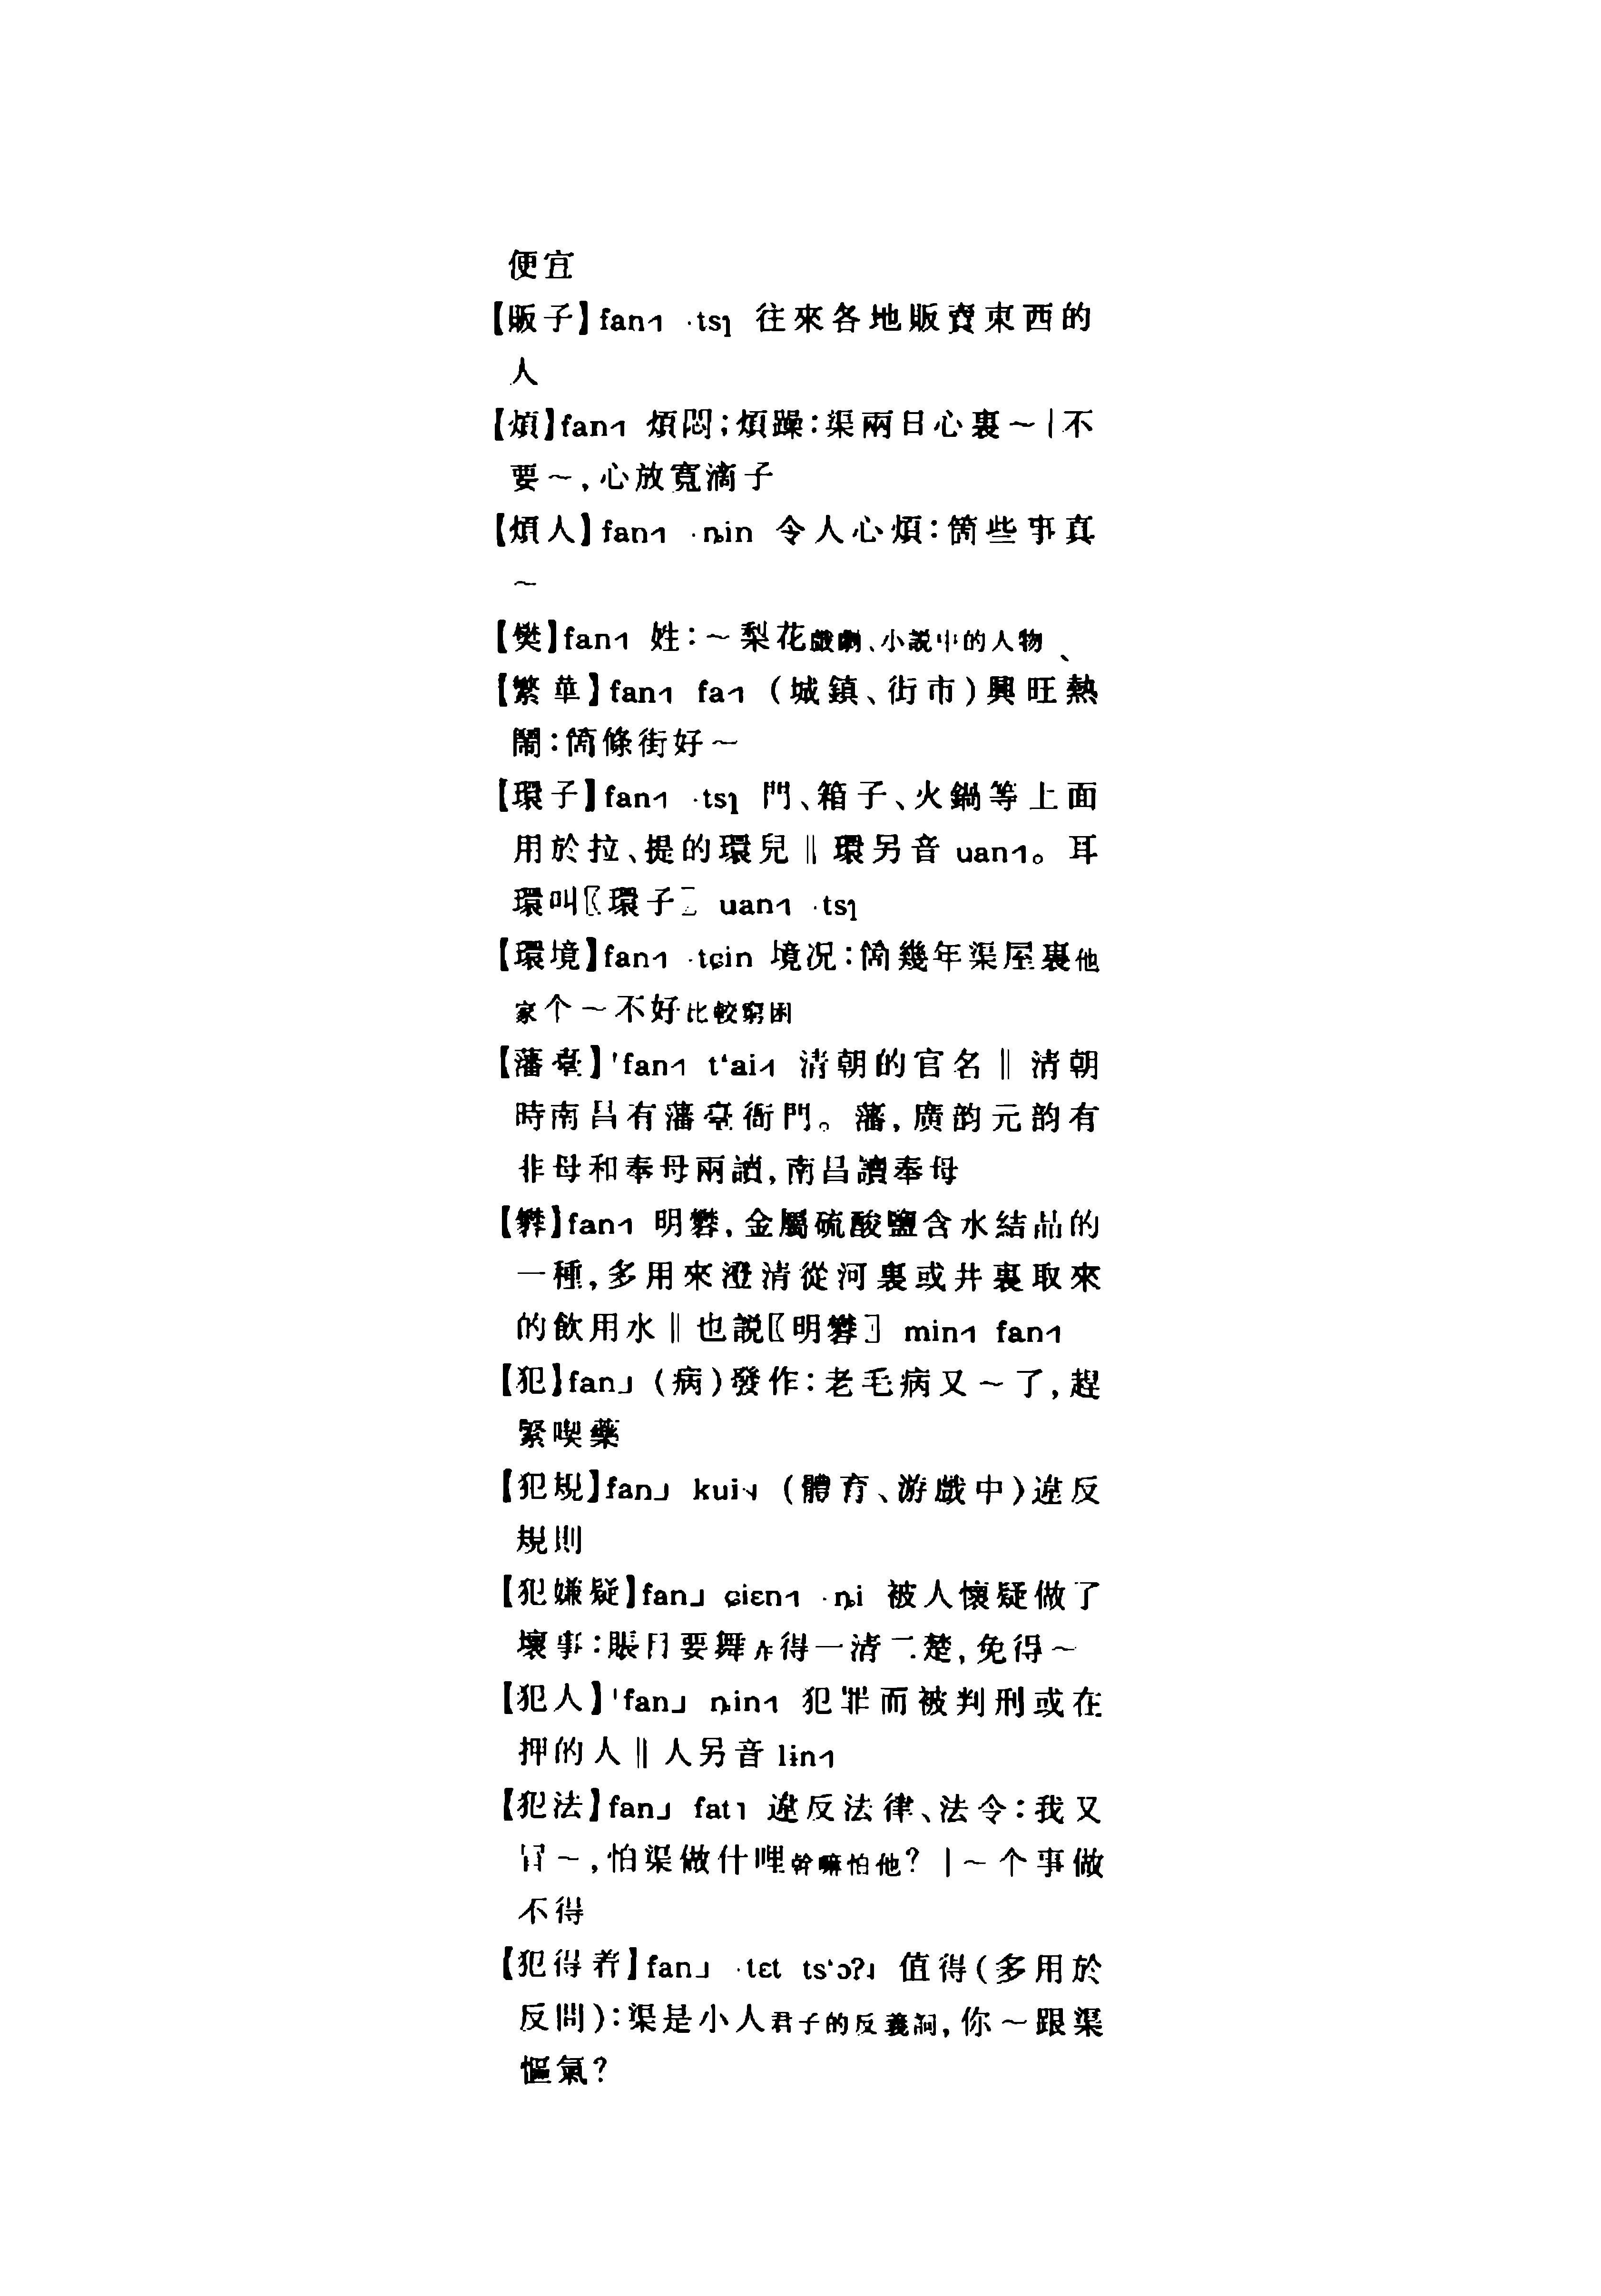 便宜
【販子】fan˧˥ ·tsɿ 往來各地販賣東西的
人
【煩】fan˧˥ 煩悶;煩躁:渠兩日心裏～|不
要～,心放寬滴子
【煩人】fan˧˥ ·ȵin 令人心煩:箇些事真
～
【樊】fan˧˥ 姓:～梨花戲劇、小説中的人物
【繁華】fan˧˥ fa˧˥ (城鎮、街市)興旺熱
鬧:箇條街好～
【環子】fan˧˥ ·tsɿ 門、箱子、火鍋等上面
用於拉、提的環兒‖環另音 uan˧˥。耳
環叫〖環子〗 uan˧˥ ·tsɿ
【環境】fan˧˥ ·tɕin 境况:箇幾年渠屋裏他
家个～不好比較窮困
【藩臺】'fan˧˥ t‘ai˧˥ 清朝的官名‖清朝
時南昌有藩臺衙門。藩,廣韵元韵有
非母和奉母兩讀,南昌讀奉母
【礬】fan˧˥ 明礬,金屬硫酸鹽含水結晶的
一種,多用來澄清從河裏或井裏取來
的飲用水‖也説〖明礬〗 min˧˥ fan˧˥
【犯】fan˩ (病)發作:老毛病又～了,趕
緊喫藥
【犯規】fan˩ kui˦˨ (體育、游戲中)違反
規則
【犯嫌疑】fan˩ ɕiɛn˧˥ ·ȵi 被人懷疑做了
壞事:賬目要舞弄得一清二楚,免得～
【犯人】'fan˩ ȵin˧˥ 犯罪而被判刑或在
押的人‖人另音 lin˧˥
【犯法】fan˩ fat˥ 違反法律、法令:我又
冒～,怕渠做什哩幹嘛怕他?|～个事做
不得
【犯得着】fan˩ ·tɛt ts‘ɔʔ˨ 值得(多用於
反問):渠是小人君子的反義詞,你～跟渠
慪氣?